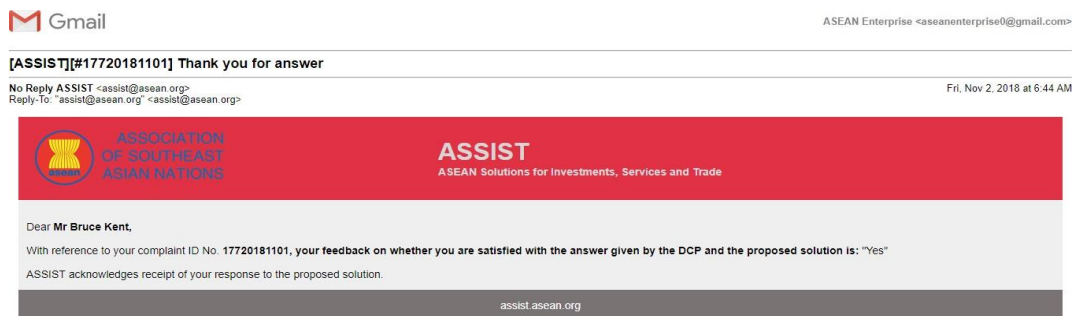 Gmail
ASEAN Enterprise <aseanenterprise0@gmail.com>
[ASSIST][#17720181101] Thank you for answer
No Reply ASSIST <assist@asean.org>
Fri, Nov 2, 2018 at 6:44 AM
Reply-To: "assist@asean.org" <assist@asean.org>
ASSOCIATION
OF SOUTHEAST
ASIAN NATIONS
asean
ASSIST
ASEAN Solutions for Investments, Services and Trade
Dear Mr Bruce Kent,
With reference to your complaint ID No. 17720181101, your feedback on whether you are satisfied with the answer given by the DCP and the proposed solution is: "Yes"
ASSIST acknowledges receipt of your response to the proposed solution.
assist.asean.org